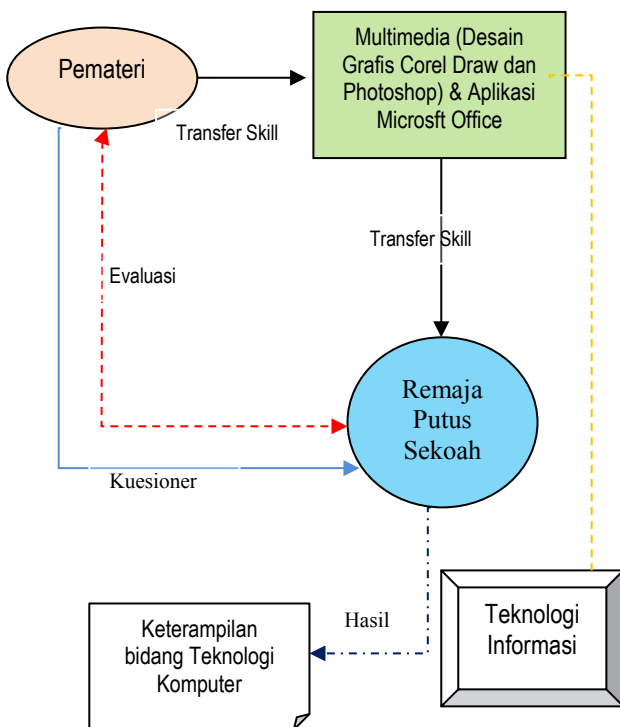 Pemateri
Multimedia (Desain
Grafis Corel Draw dan
Photoshop) & Aplikasi
Microsft Office
Transfer Skill
Transfer Skill
Evaluasi
Remaja
Putus
Sekoah
Kuesioner
Hasil
Keterampilan
bidang Teknologi
Komputer
Teknologi
Informasi